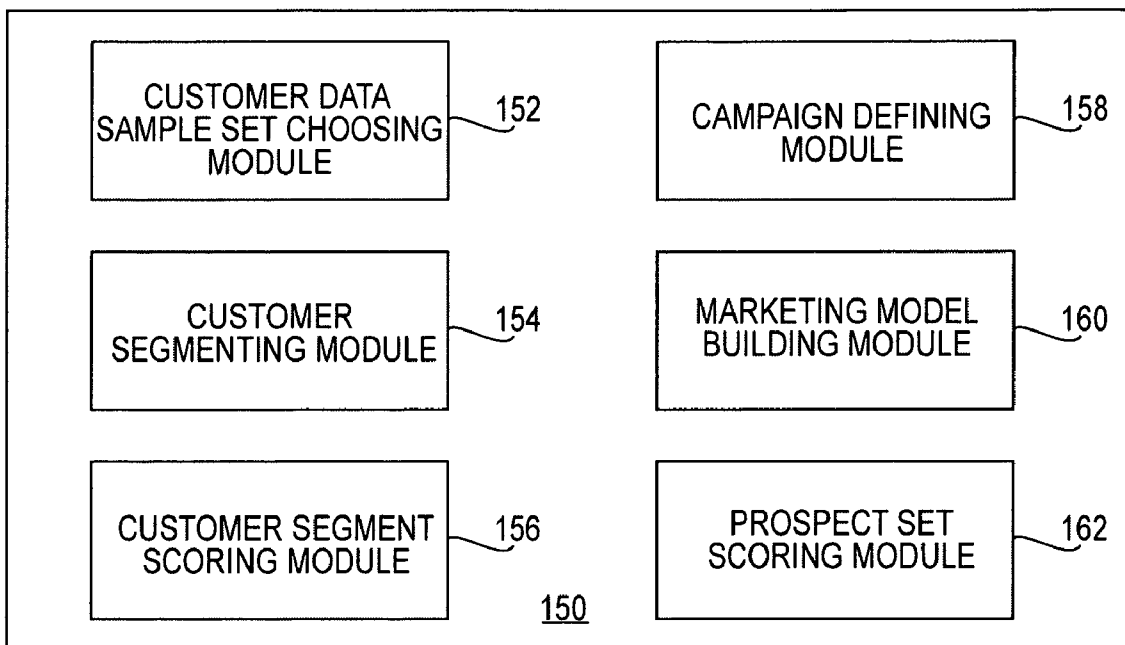 CUSTOMER DATA
SAMPLE SET CHOOSING
MODULE
152
CUSTOMER
SEGMENTING MODULE
154
CUSTOMER SEGMENT
SCORING MODULE
156
CAMPAIGN DEFINING
MODULE
158
MARKETING MODEL
BUILDING MODULE
160
PROSPECT SET
SCORING MODULE
162
150